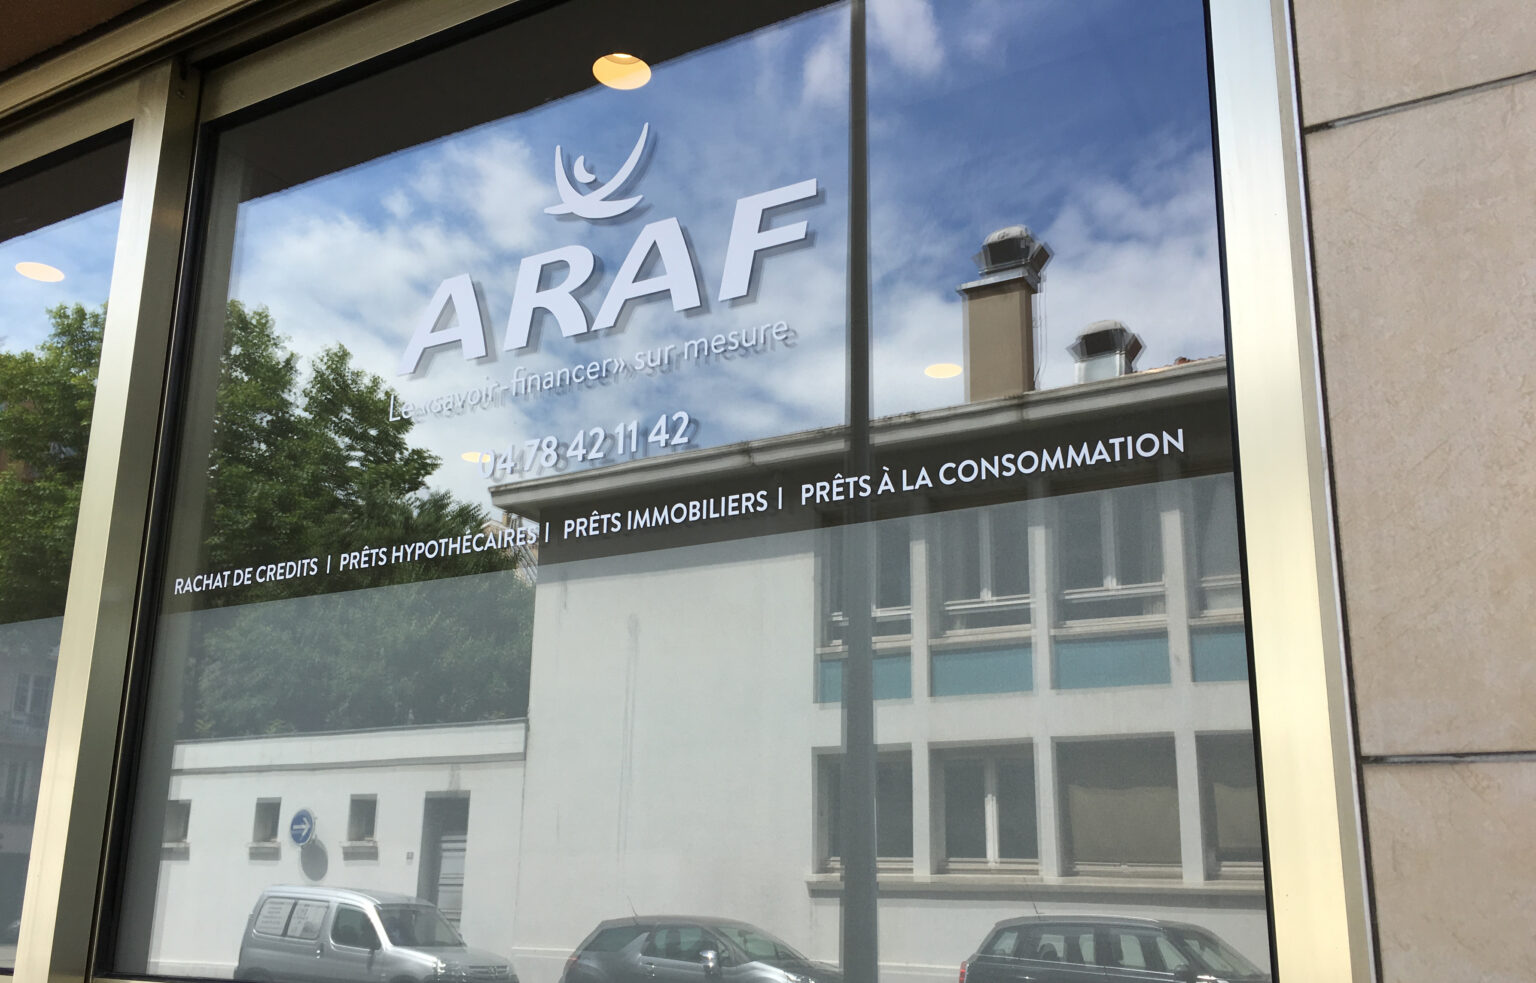 ARAF
Le «savoir-financer» sur mesure
04 78 42 11 42
RACHAT DE CREDITS | PRÊTS HYPOTHÉCAIRES | PRÊTS IMMOBILIERS | PRÊTS À LA CONSOMMATION